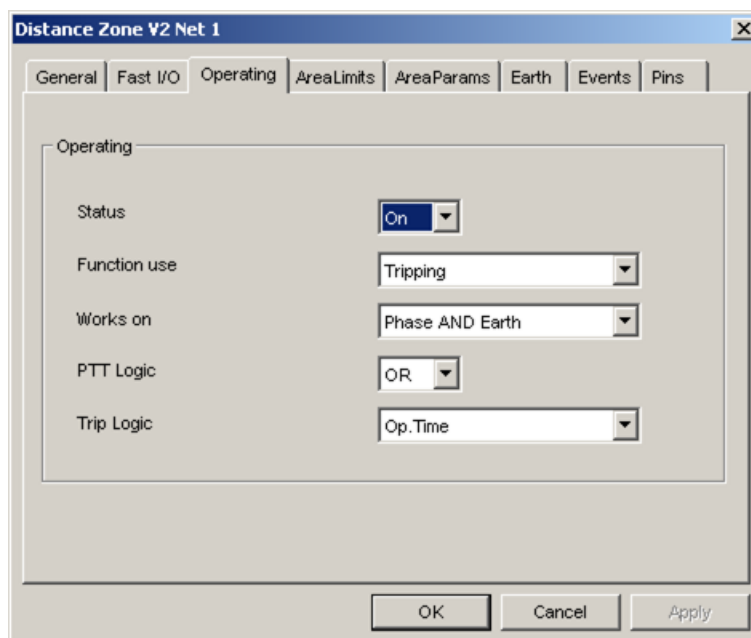 Distance Zone V2 Net 1
General Fast I/O Operating AreaLimits AreaParams Earth Events Pins
Operating
Status On
Function use Tripping
Works on Phase AND Earth
PTT Logic OR
Trip Logic Op.Time
OK Cancel Apply